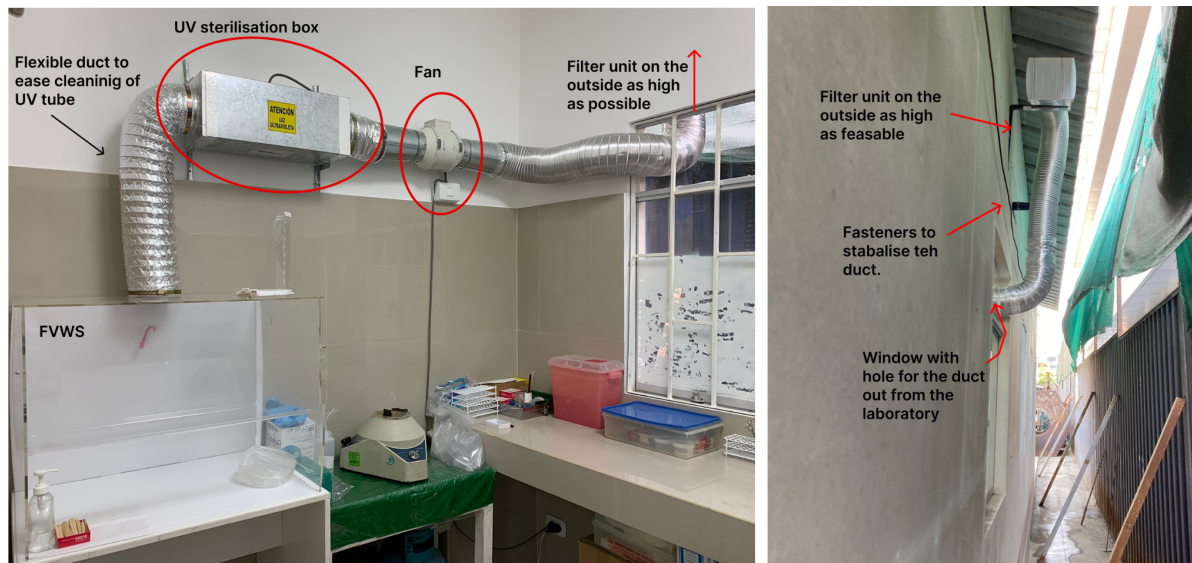 UV sterilisation box
Flexible duct to
ease cleaninig of
UV tube
Fan
Filter unit on the
outside as high
as possible
ATENCIÓN
LUZ
ULTRAVIOLETA
FVWS
Filter unit on the
outside as high
as feasable
Fasteners to
stabalise teh
duct.
Window with
hole for the duct
out from the
laboratory